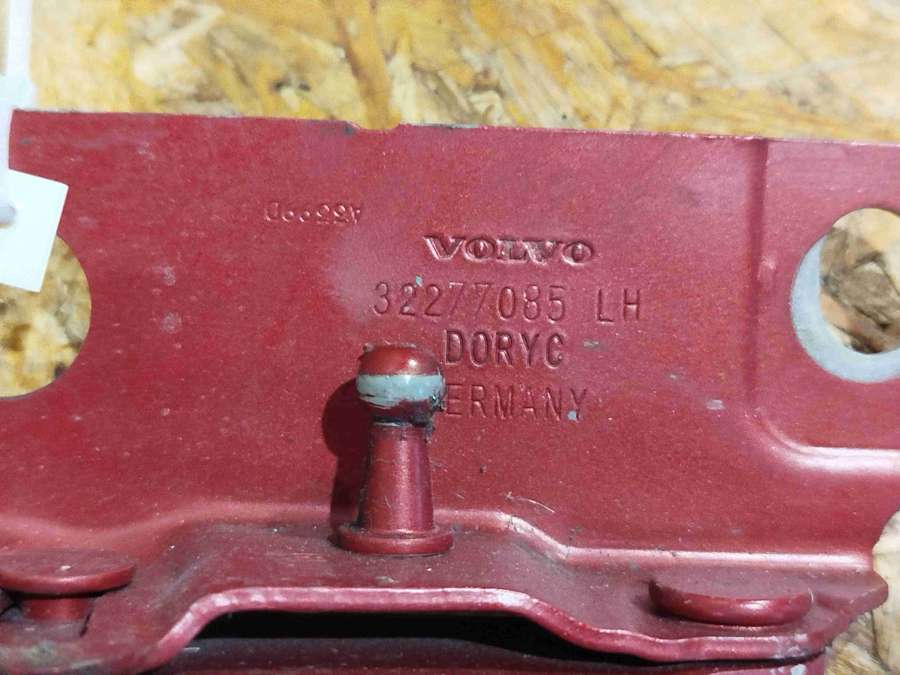 VOLVO
32277085 LH
DORYC
ERMANY